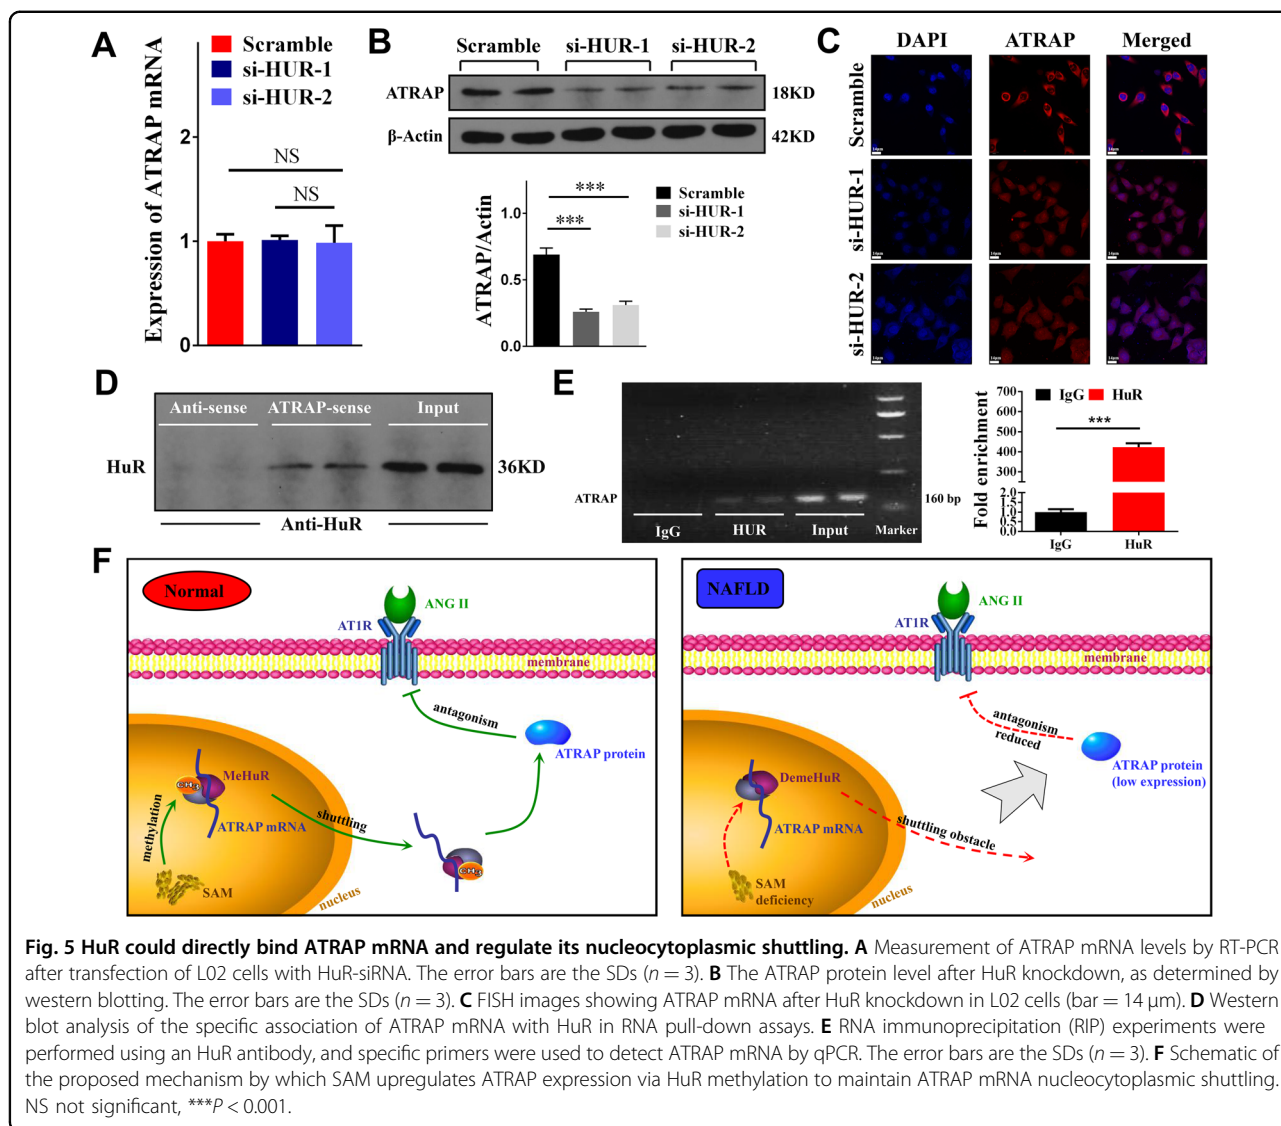 A
Scramble
si-HUR-1
si-HUR-2
Expression of ATRAP mRNA
2
1
0
NS
NS
B
Scramble si-HUR-1 si-HUR-2
ATRAP 18KD
β-Actin 42KD
ATRAP/Actin
1.0
0.5
0.0
***
***
Scramble
si-HUR-1
si-HUR-2
C
DAPI ATRAP Merged
Scramble
14μm 14μm 14μm
si-HUR-1
14μm 14μm 14μm
si-HUR-2
14μm 14μm 14μm
D
Anti-sense ATRAP-sense Input
HuR 36KD
Anti-HuR
E
ATRAP 160 bp
IgG HUR Input Marker
Fold enrichment
IgG HuR
***
700
600
500
400
300
2.0
1.5
1.0
0.5
0.0
IgG HuR
F
Normal
ANG II
AT1R
membrane
antagonism
ATRAP protein
MeHuR
CH3
ATRAP mRNA
methylation
shuttling
CH3
SAM
nucleus
NAFLD
ANG II
AT1R
membrane
antagonism
reduced
ATRAP protein
(low expression)
DemeHuR
ATRAP mRNA
shuttling obstacle
SAM
deficiency
nucleus
Fig. 5 HuR could directly bind ATRAP mRNA and regulate its nucleocytoplasmic shuttling. A Measurement of ATRAP mRNA levels by RT-PCR
after transfection of L02 cells with HuR-siRNA. The error bars are the SDs (n = 3). B The ATRAP protein level after HuR knockdown, as determined by
western blotting. The error bars are the SDs (n = 3). C FISH images showing ATRAP mRNA after HuR knockdown in L02 cells (bar = 14 μm). D Western
blot analysis of the specific association of ATRAP mRNA with HuR in RNA pull-down assays. E RNA immunoprecipitation (RIP) experiments were
performed using an HuR antibody, and specific primers were used to detect ATRAP mRNA by qPCR. The error bars are the SDs (n = 3). F Schematic of
the proposed mechanism by which SAM upregulates ATRAP expression via HuR methylation to maintain ATRAP mRNA nucleocytoplasmic shuttling.
NS not significant, ***P < 0.001.